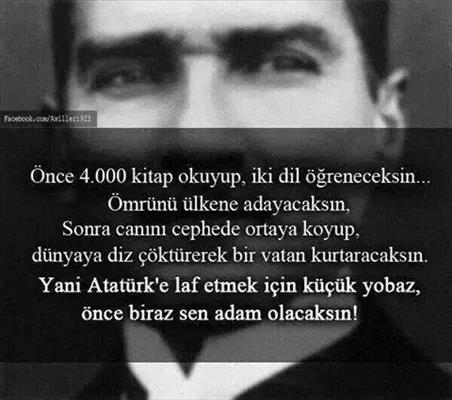 Facebook.com/Asiller1923
Önce 4.000 kitap okuyup, iki dil öğreneceksin...
Ömrünü ülkene adayacaksın,
Sonra canını cephede ortaya koyup,
dünyaya diz çöktürerek bir vatan kurtaracaksın.
Yani Atatürk'e laf etmek için küçük yobaz,
önce biraz sen adam olacaksın!